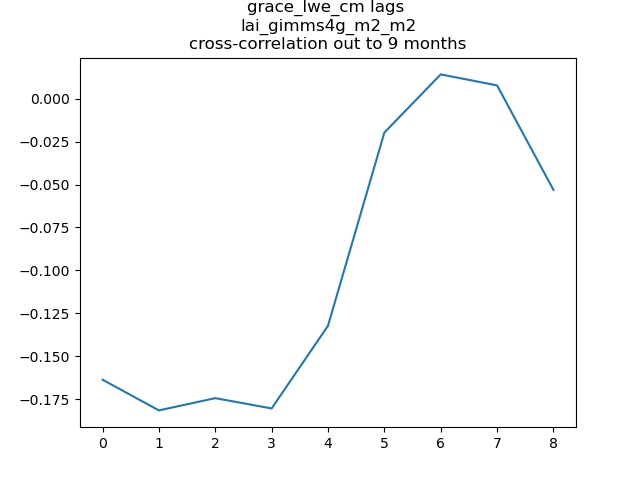 grace_lwe_cm lags
lai_gimms4g_m2_m2
cross-correlation out to 9 months
0.000
−0.025
−0.050
−0.075
−0.100
−0.125
−0.150
−0.175
0 1 2 3 4 5 6 7 8